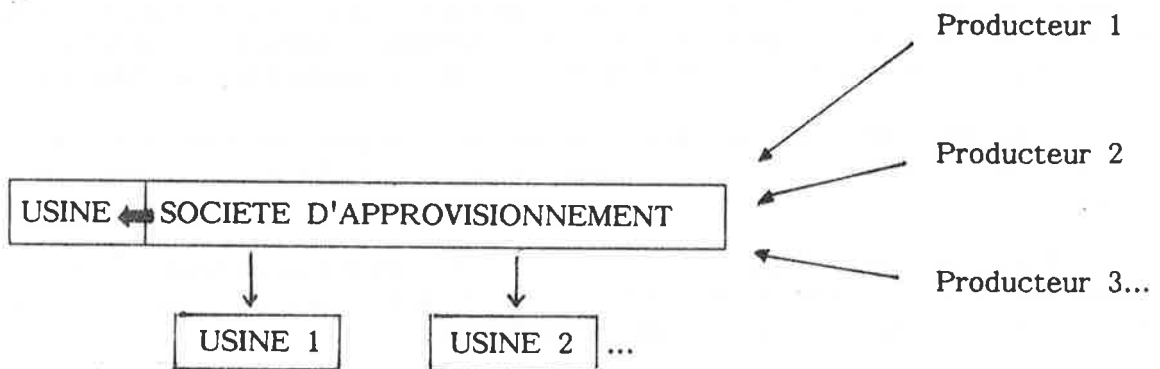 Producteur 1
Producteur 2
USINE SOCIETE D'APPROVISIONNEMENT
Producteur 3...
USINE 1 USINE 2 ...